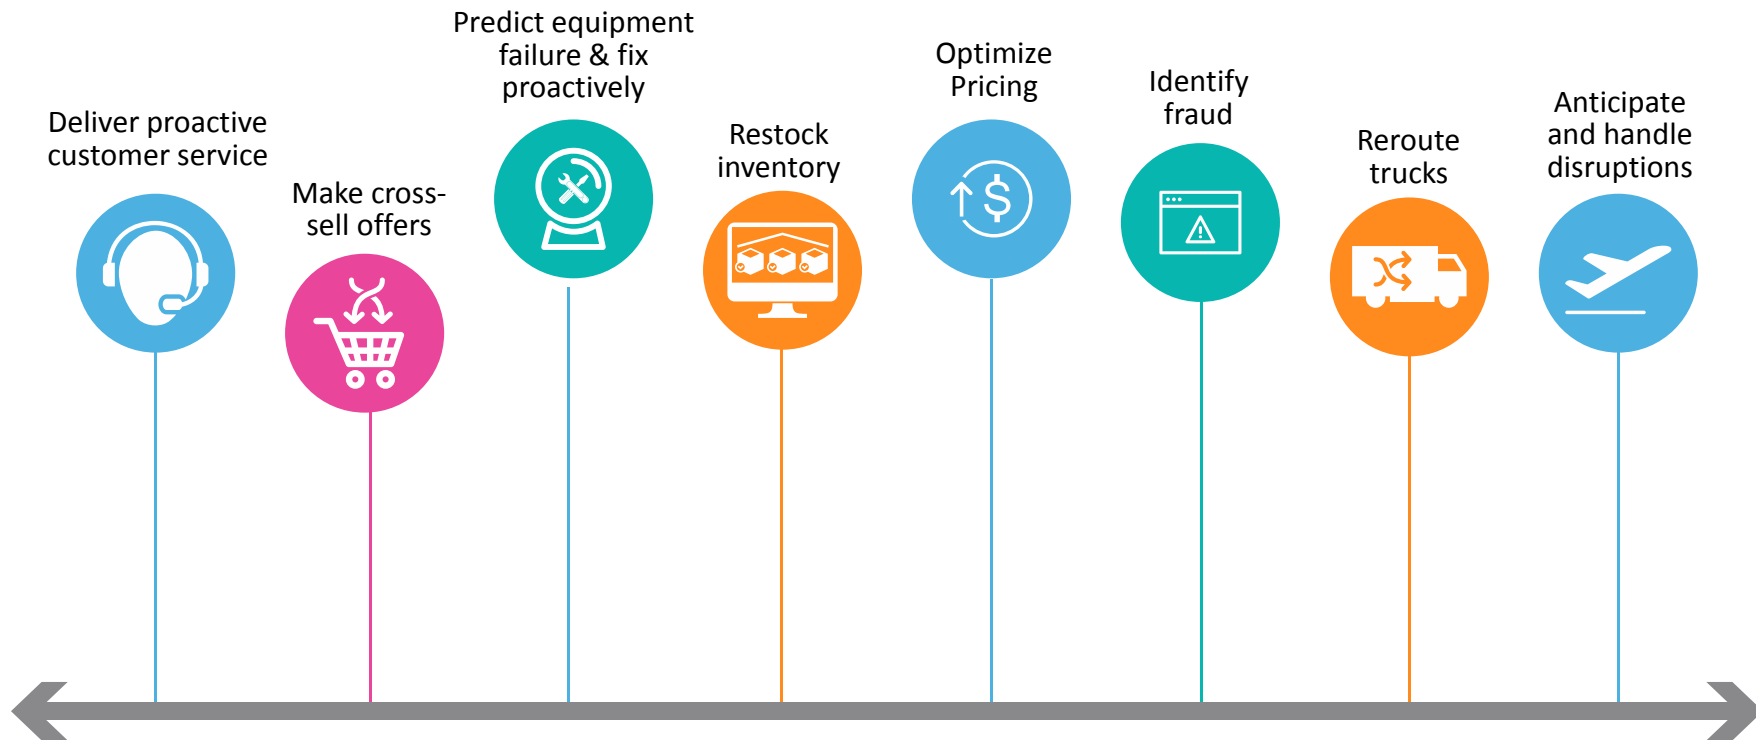 Deliver proactive
customer service
Make cross-
sell offers
Predict equipment
failure & fix
proactively
Restock
inventory
Optimize
Pricing
$
Identify
fraud
Reroute
trucks
Anticipate
and handle
disruptions